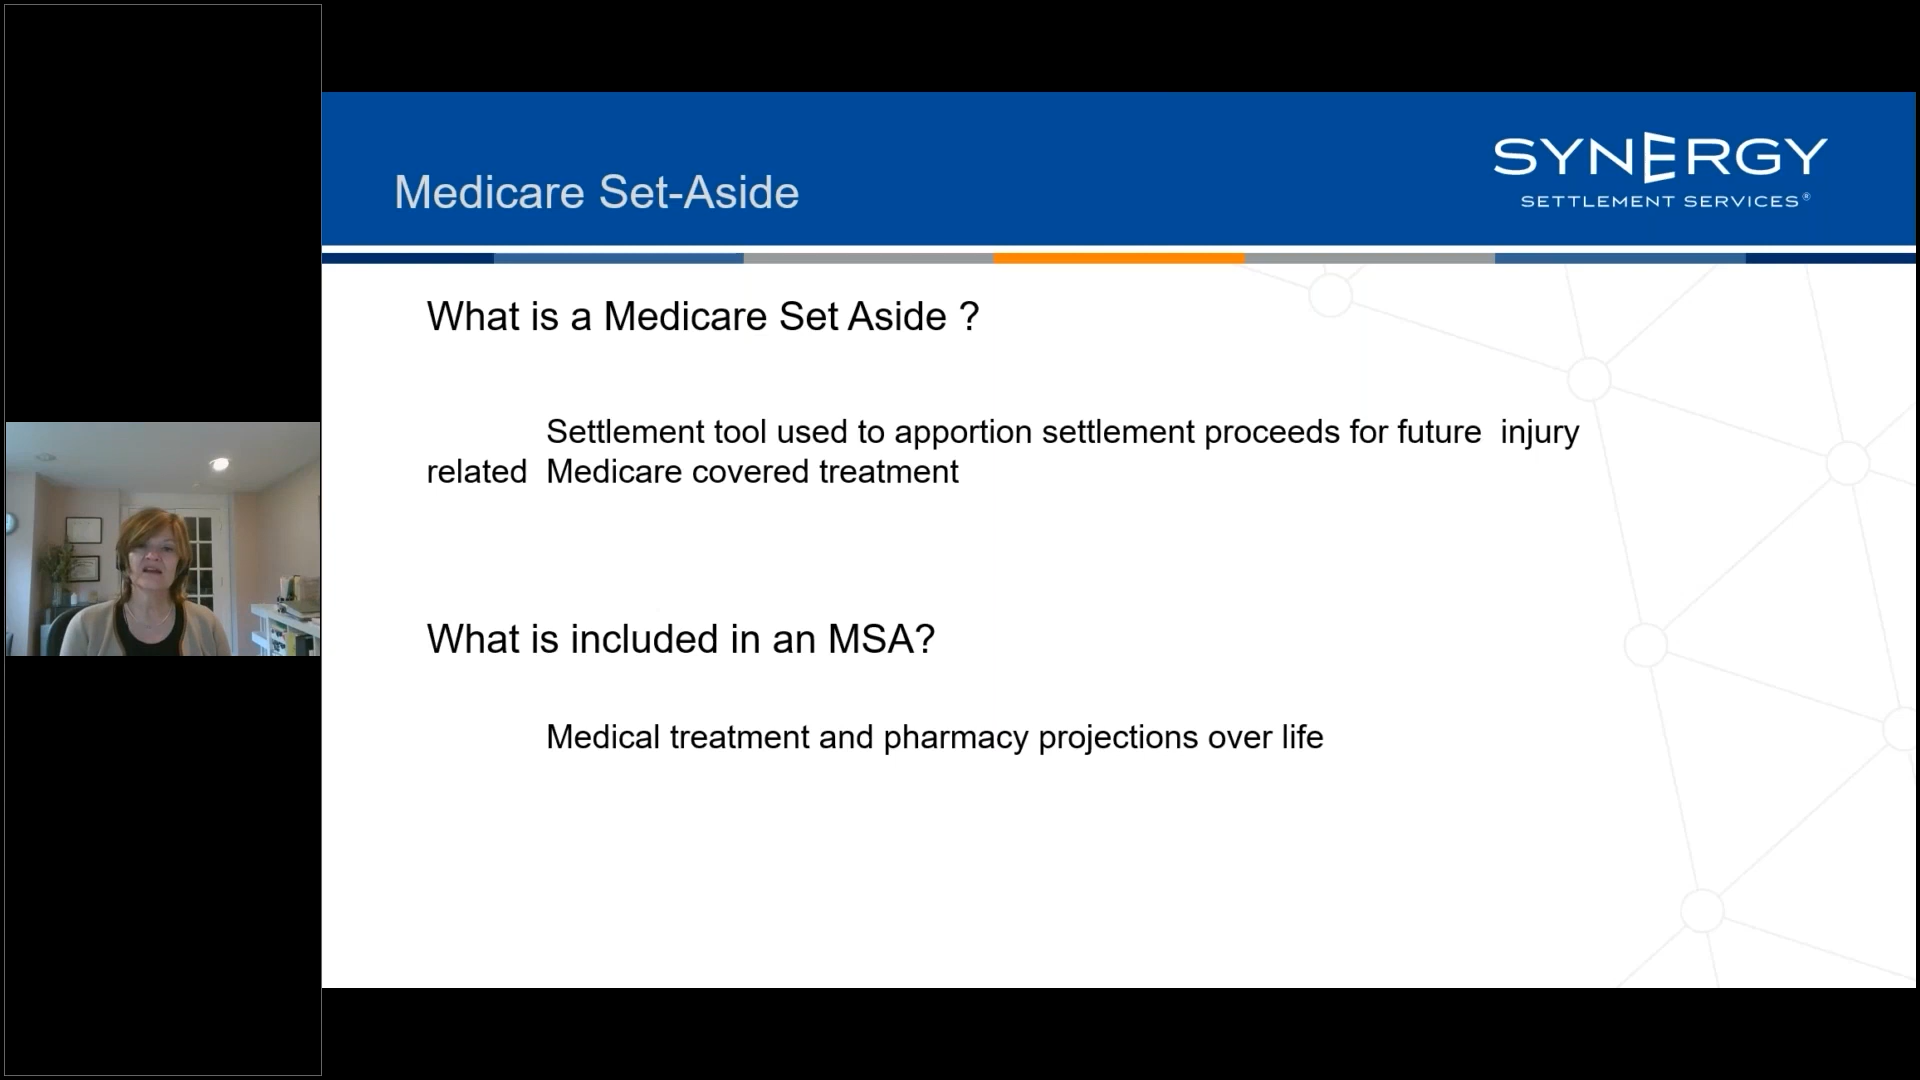 Medicare Set-Aside
SYNERGY
SETTLEMENT SERVICES®
What is a Medicare Set Aside ?
Settlement tool used to apportion settlement proceeds for future  injury
related  Medicare covered treatment
What is included in an MSA?
Medical treatment and pharmacy projections over life